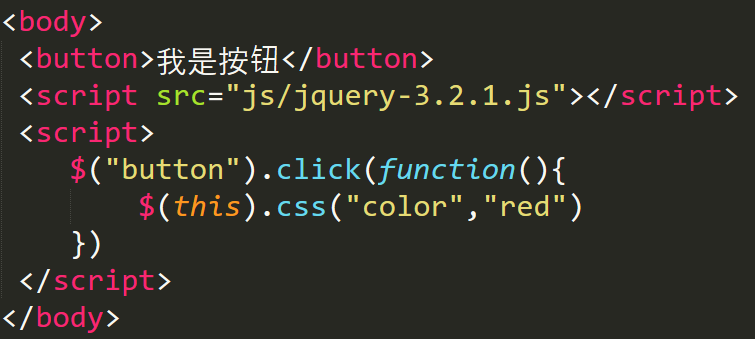 <body>
<button>我是按钮</button>
<script src="js/jquery-3.2.1.js"></script>
<script>
$("button").click(function(){
$(this).css("color","red")
})
</script>
</body>